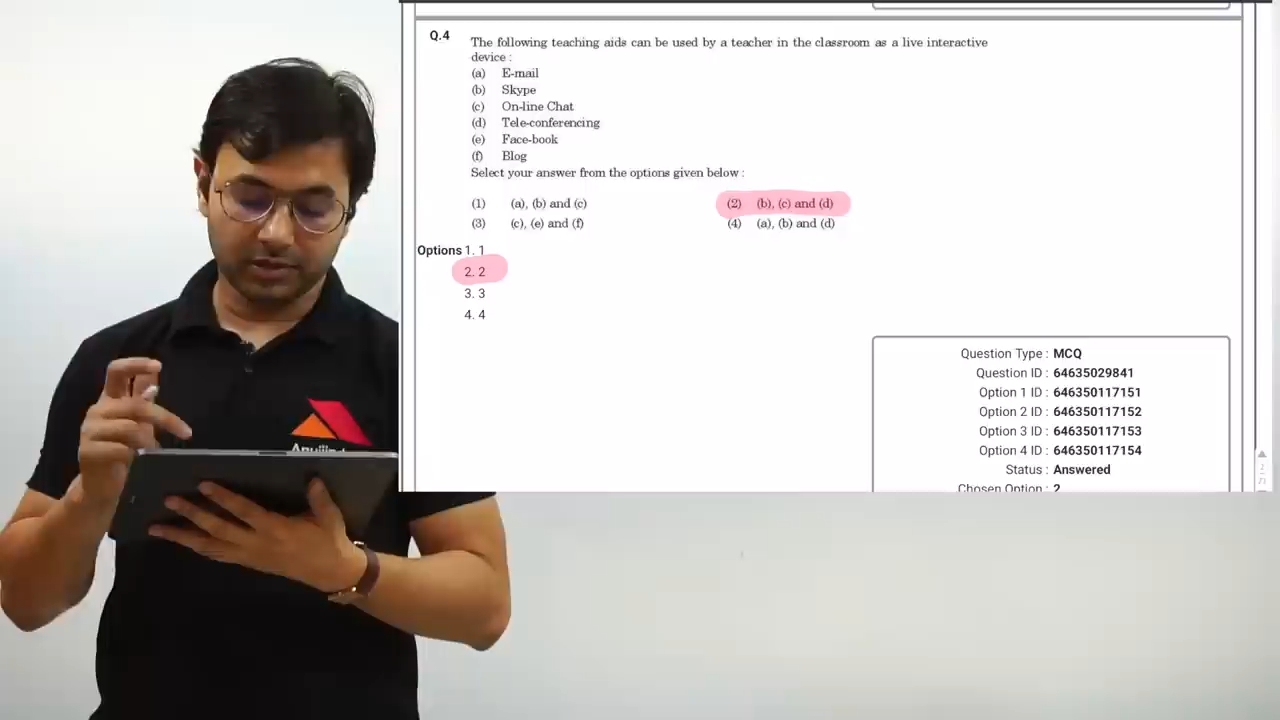 Q.4
The following teaching aids can be used by a teacher in the classroom as a live interactive
device :
(a) E-mail
(b) Skype
(c) On-line Chat
(d) Tele-conferencing
(e) Face-book
(f) Blog
Select your answer from the options given below :
(1) (a), (b) and (c) (2) (b), (c) and (d)
(3) (c), (e) and (f) (4) (a), (b) and (d)
Options 1. 1
2. 2
3. 3
4. 4
Question Type : MCQ
Question ID : 64635029841
Option 1 ID : 646350117151
Option 2 ID : 646350117152
Option 3 ID : 646350117153
Option 4 ID : 646350117154
Status : Answered
Chosen Option : 2